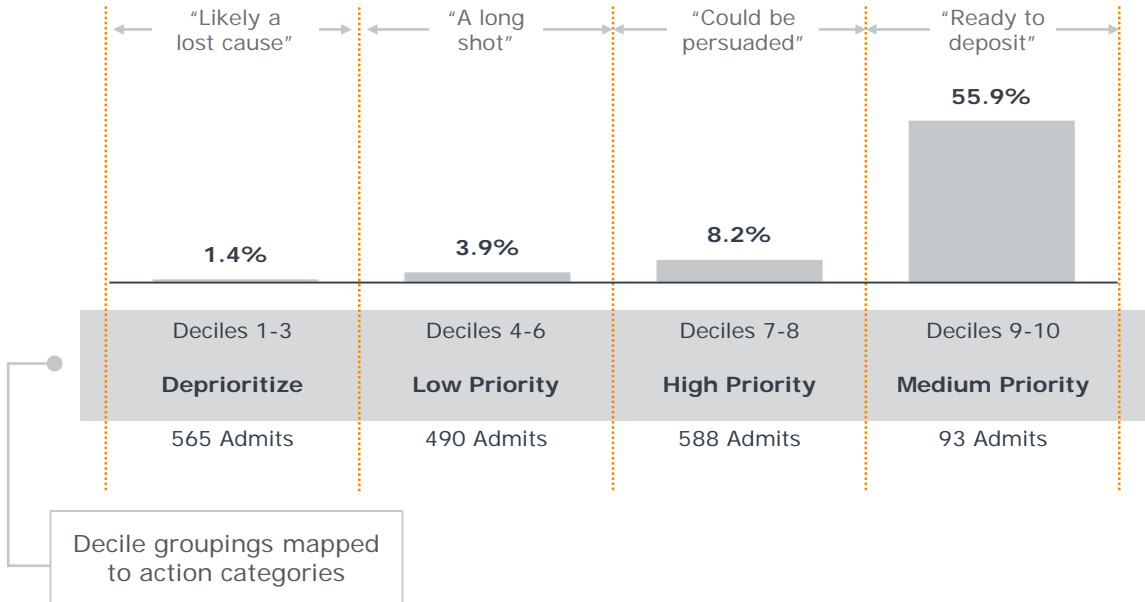 “Likely a
lost cause”
“A long
shot”
“Could be
persuaded”
“Ready to
deposit”
55.9%
8.2%
3.9%
1.4%
Deciles 1-3
Deciles 4-6
Deciles 7-8
Deciles 9-10
Deprioritize
Low Priority
High Priority
Medium Priority
565 Admits
490 Admits
588 Admits
93 Admits
Decile groupings mapped
to action categories